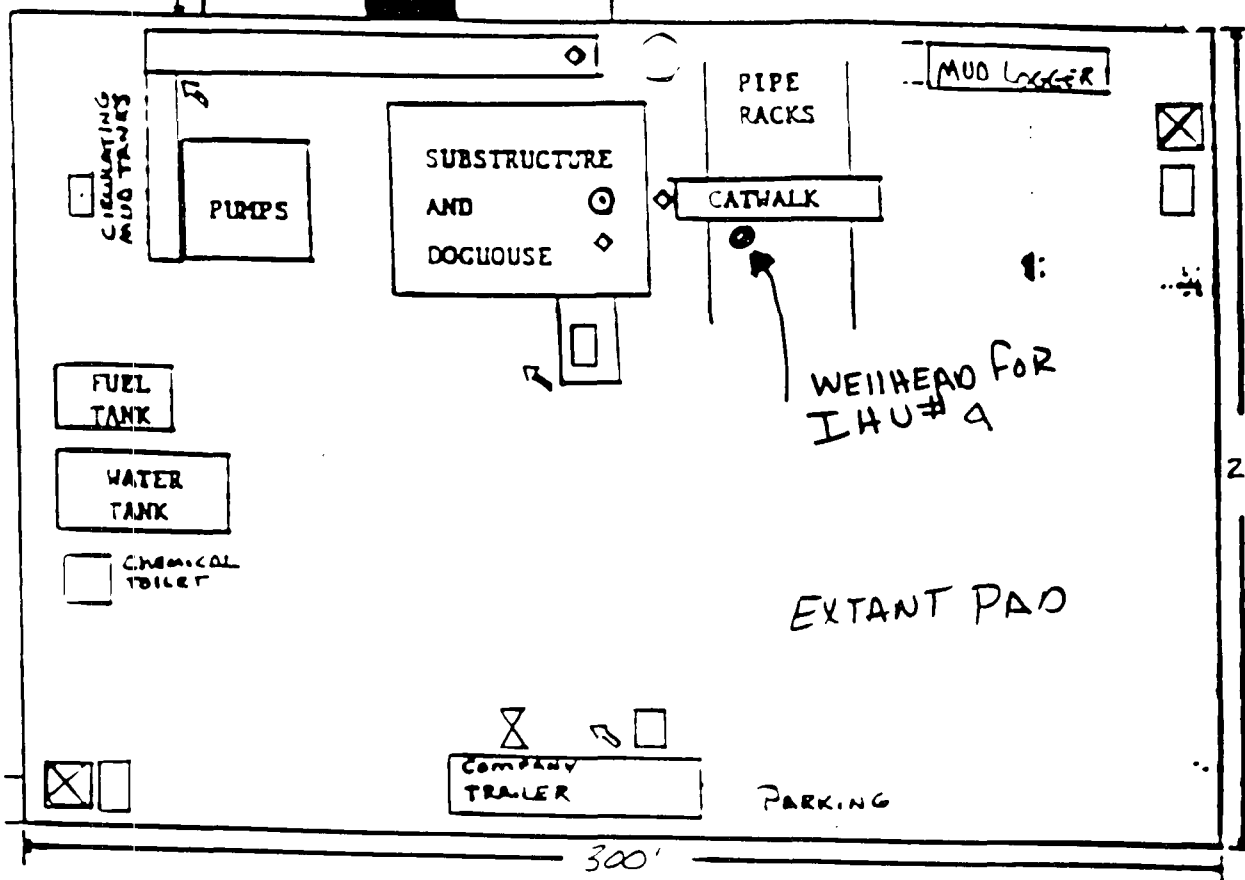 MUD LOGGER
PIPE
RACKS
CIRCULATING
MUD TANKS
SUBSTRUCTURE
AND
DOGUOUSE
PUMPS
CATWALK
WELLHEAD FOR
IHU# 9
FUEL
TANK
WATER
TANK
CHEMICAL
TOILET
EXTANT PAD
COMPANY
TRAILER
PARKING
300'
2